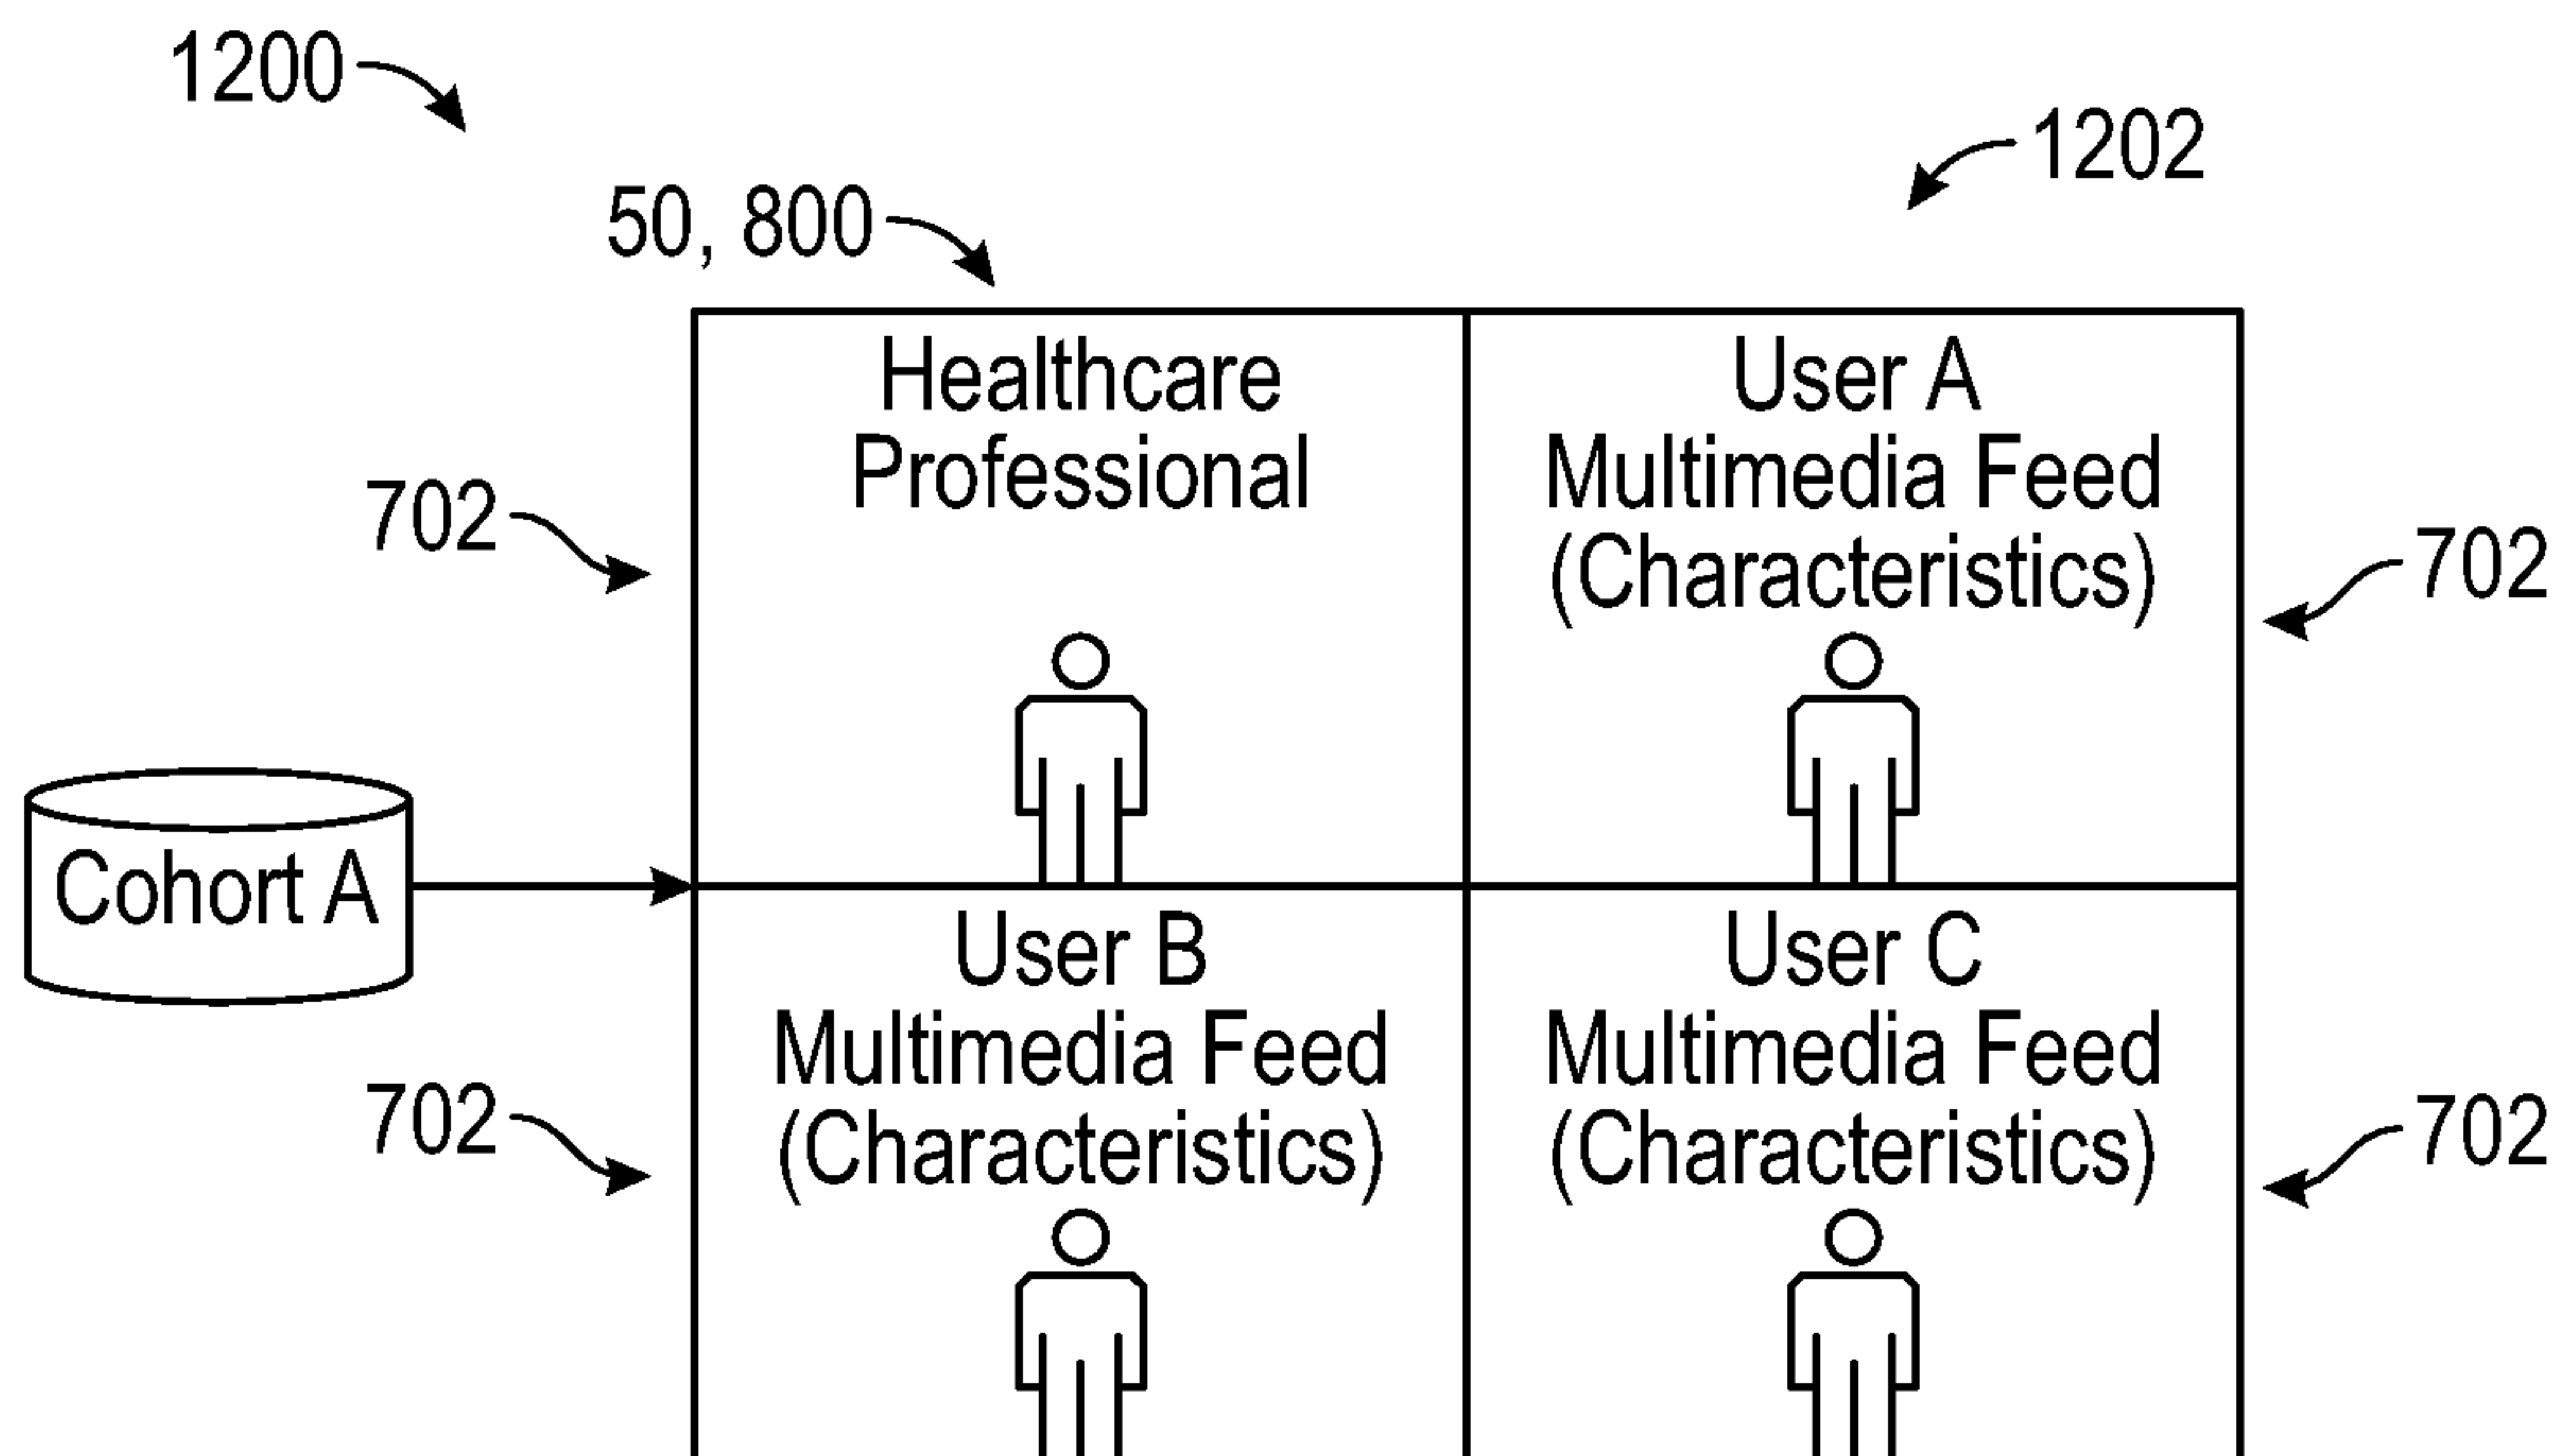 1200
1202
50, 800
Healthcare
Professional
User A
Multimedia Feed
(Characteristics)
702
702
Cohort A
User B
Multimedia Feed
(Characteristics)
User C
Multimedia Feed
(Characteristics)
702
702